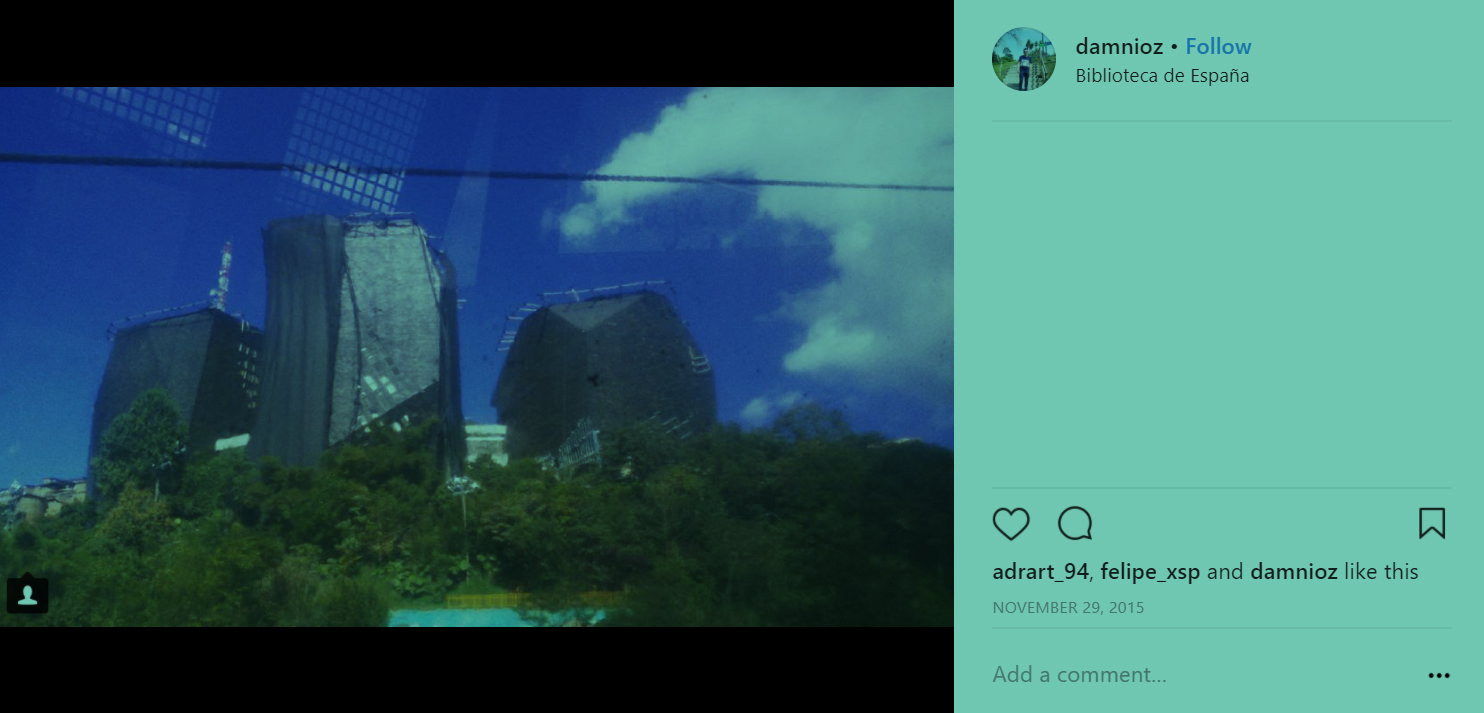 damnioz • Follow
Biblioteca de España
adrart_94, felipe_xsp and damnioz like this
NOVEMBER 29, 2015
Add a comment...